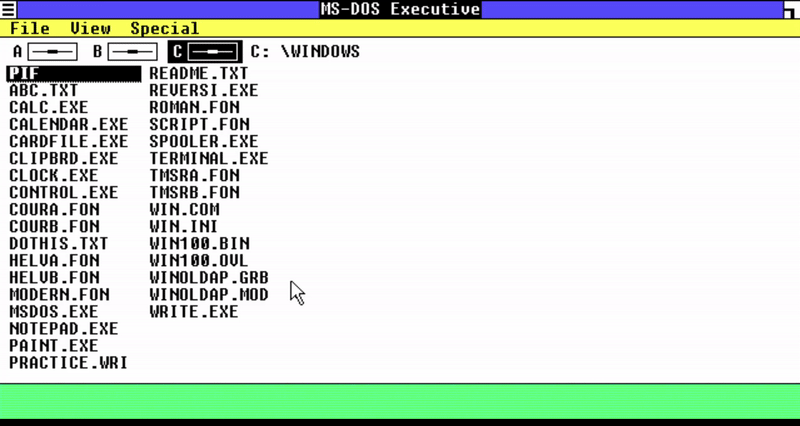 MS-DOS Executive
File View Special
A B C C: \WINDOWS
PIF README.TXT
ABC.TXT REVERSI.EXE
CALC.EXE ROMAN.FON
CALENDAR.EXE SCRIPT.FON
CARDFILE.EXE SPOOLER.EXE
CLIPBRD.EXE TERMINAL.EXE
CLOCK.EXE TMSRA.FON
CONTROL.EXE TMSRB.FON
COURA.FON WIN.COM
COURB.FON WIN.INI
DOTHIS.TXT WIN100.BIN
HELVA.FON WIN100.OVL
HELVB.FON WINOLDAP.GRB
MODERN.FON WINOLDAP.MOD
MSDOS.EXE WRITE.EXE
NOTEPAD.EXE
PAINT.EXE
PRACTICE.WRI